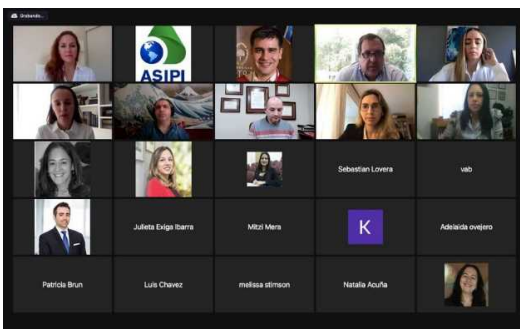 Grabando...
ASIPI
Sebastian Lovera
vab
Julieta Exiga Ibarra
Mitzi Mera
K
Adelaida ovejero
Patricia Brun
Luis Chavez
melissa stimson
Natalia Acuña